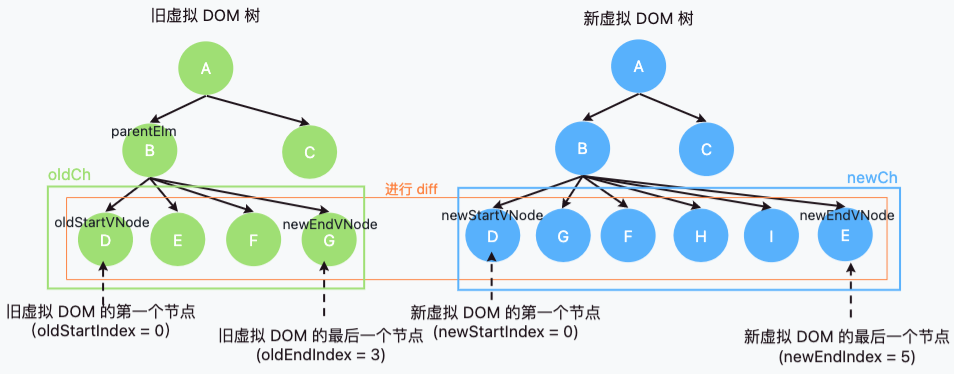 旧虚拟 DOM 树
新虚拟 DOM 树
A
A
parentElm
B
C
B
C
oldCh
进行 diff
newCh
oldStartVNode
newEndVNode
newStartVNode
newEndVNode
D
E
F
G
D
G
F
H
I
E
旧虚拟 DOM 的第一个节点
(oldStartIndex = 0)
旧虚拟 DOM 的最后一个节点
(oldEndIndex = 3)
新虚拟 DOM 的第一个节点
(newStartIndex = 0)
新虚拟 DOM 的最后一个节点
(newEndIndex = 5)